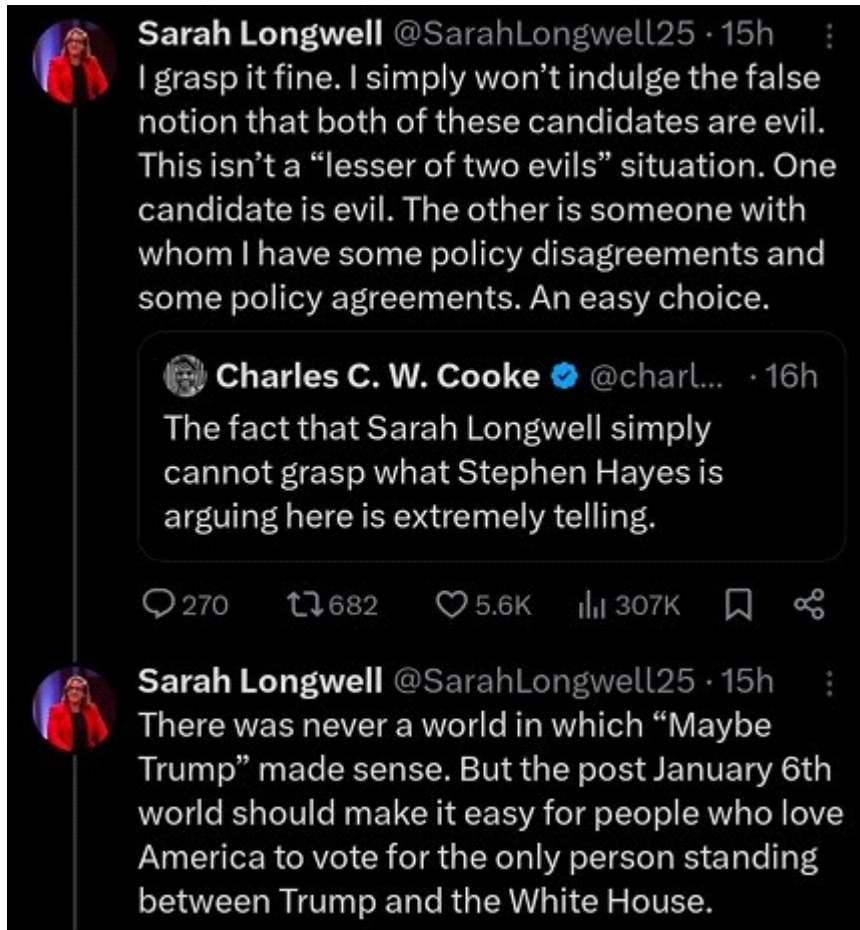 Sarah Longwell @SarahLongwell25 · 15h
I grasp it fine. I simply won’t indulge the false
notion that both of these candidates are evil.
This isn’t a “lesser of two evils” situation. One
candidate is evil. The other is someone with
whom I have some policy disagreements and
some policy agreements. An easy choice.
Charles C. W. Cooke @charl... · 16h
The fact that Sarah Longwell simply
cannot grasp what Stephen Hayes is
arguing here is extremely telling.
270 682 5.6K 307K
Sarah Longwell @SarahLongwell25 · 15h
There was never a world in which “Maybe
Trump” made sense. But the post January 6th
world should make it easy for people who love
America to vote for the only person standing
between Trump and the White House.